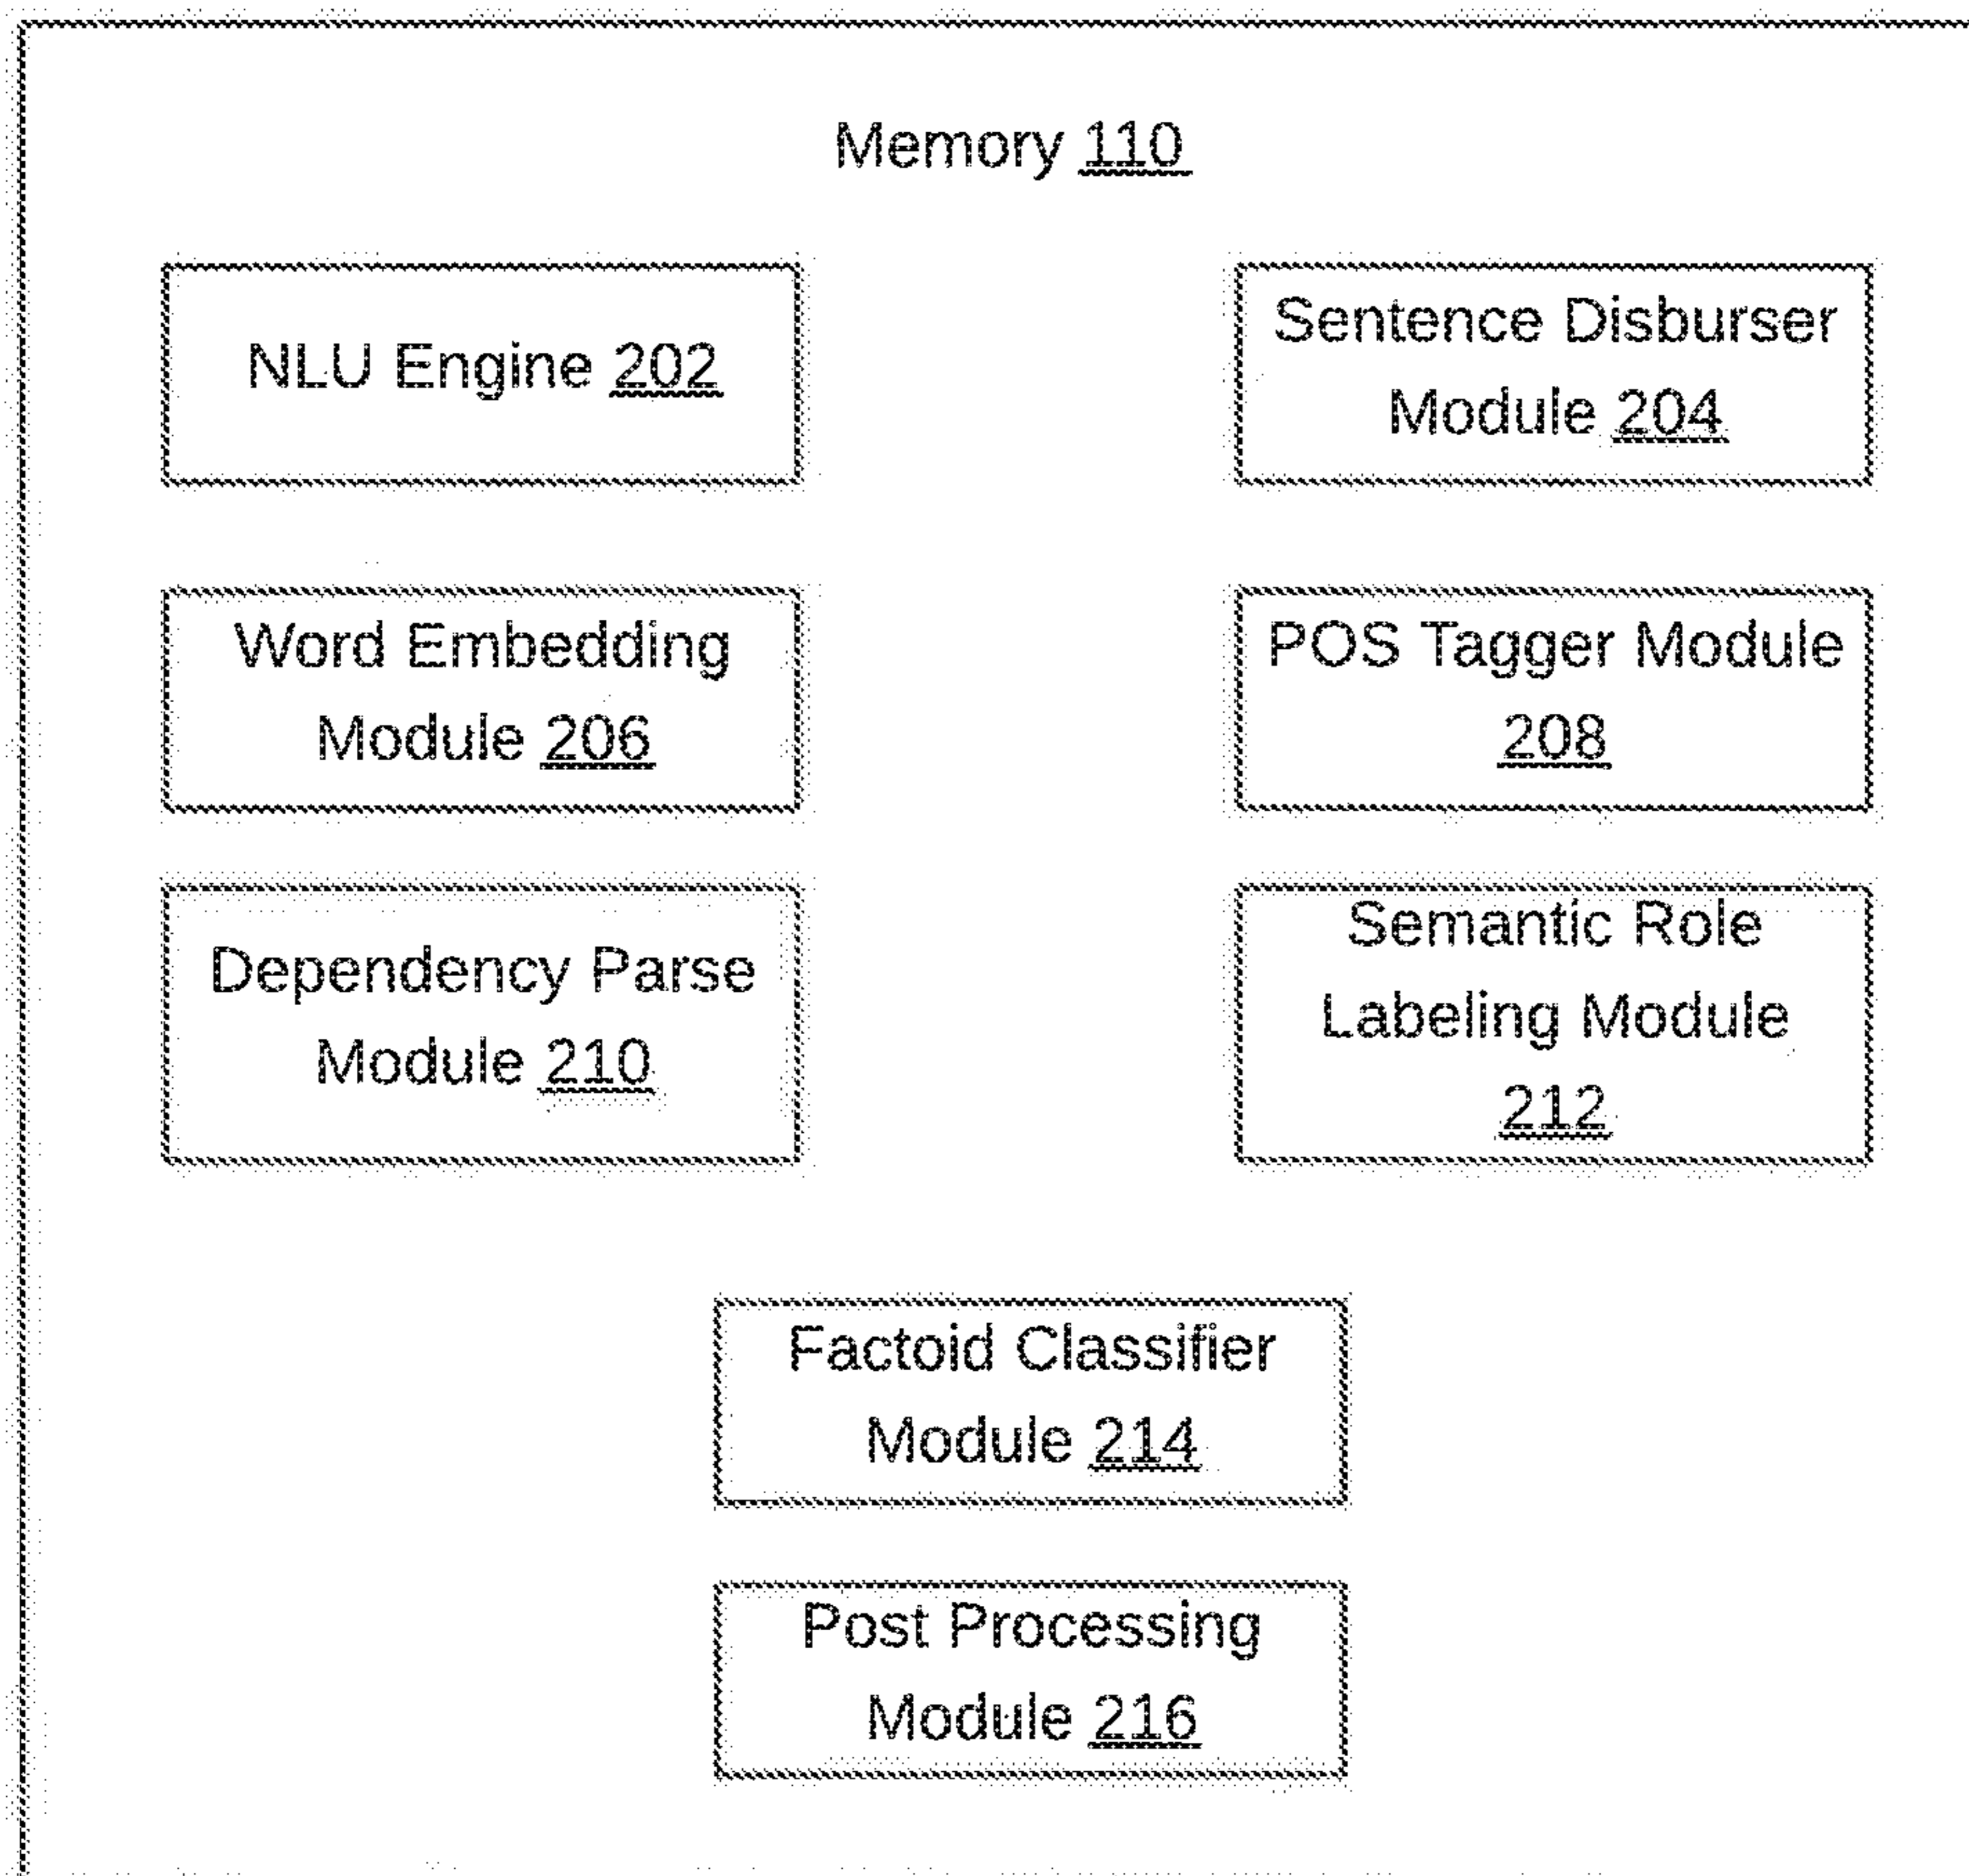 Memory 110
NLU Engine 202
Sentence Disburser
Module 204
Word Embedding
Module 206
POS Tagger Module
208
Dependency Parse
Module 210
Semantic Role
Labeling Module
212
Factoid Classifier
Module 214
Post Processing
Module 216